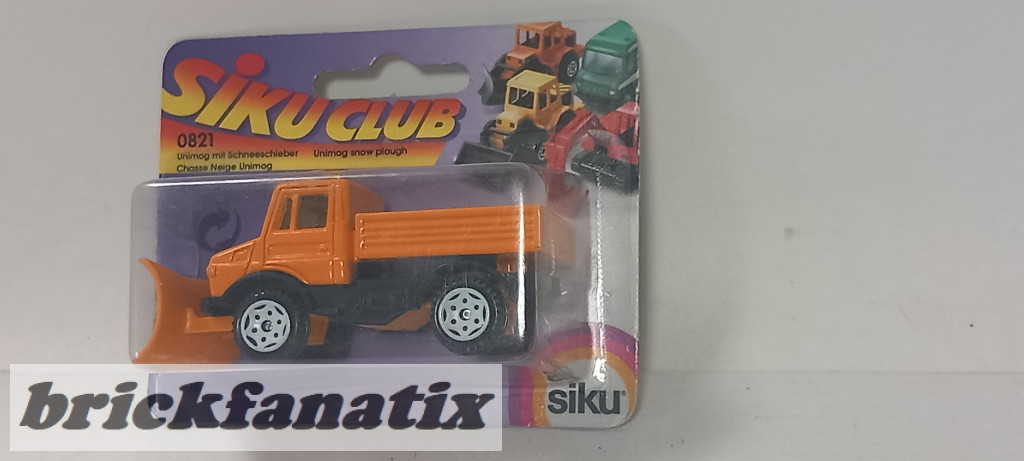 Siku CLUB
0821
Unimog mit Schneeschieber Unimog snow plough
Chasse Neige Unimog
siku®
brickfanatix